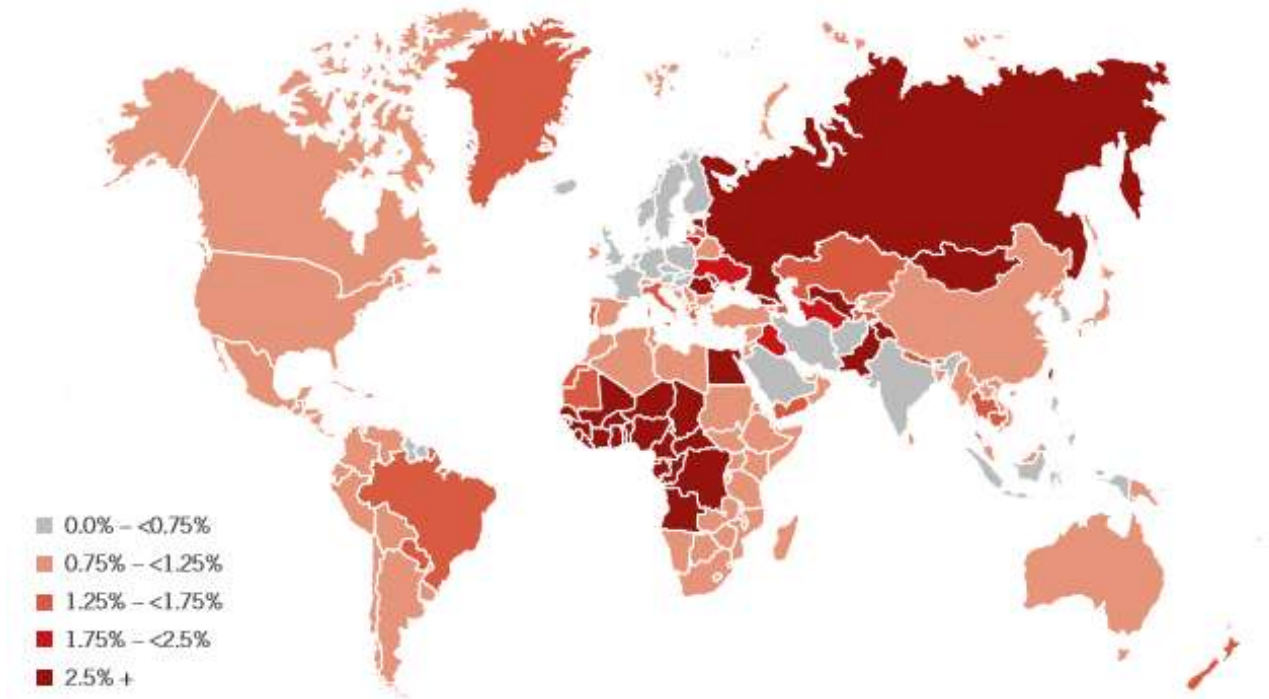 0.0% – <0.75%
0.75% – <1.25%
1.25% – <1.75%
1.75% – <2.5%
2.5% +